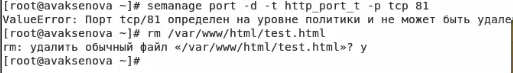 [root@avaksenova ~]# semanage port -d -t http_port_t -p tcp 81
ValueError: Порт tcp/81 определен на уровне политики и не может быть удале
[root@avaksenova ~]# rm /var/www/html/test.html
rm: удалить обычный файл «/var/www/html/test.html»? y
[root@avaksenova ~]#